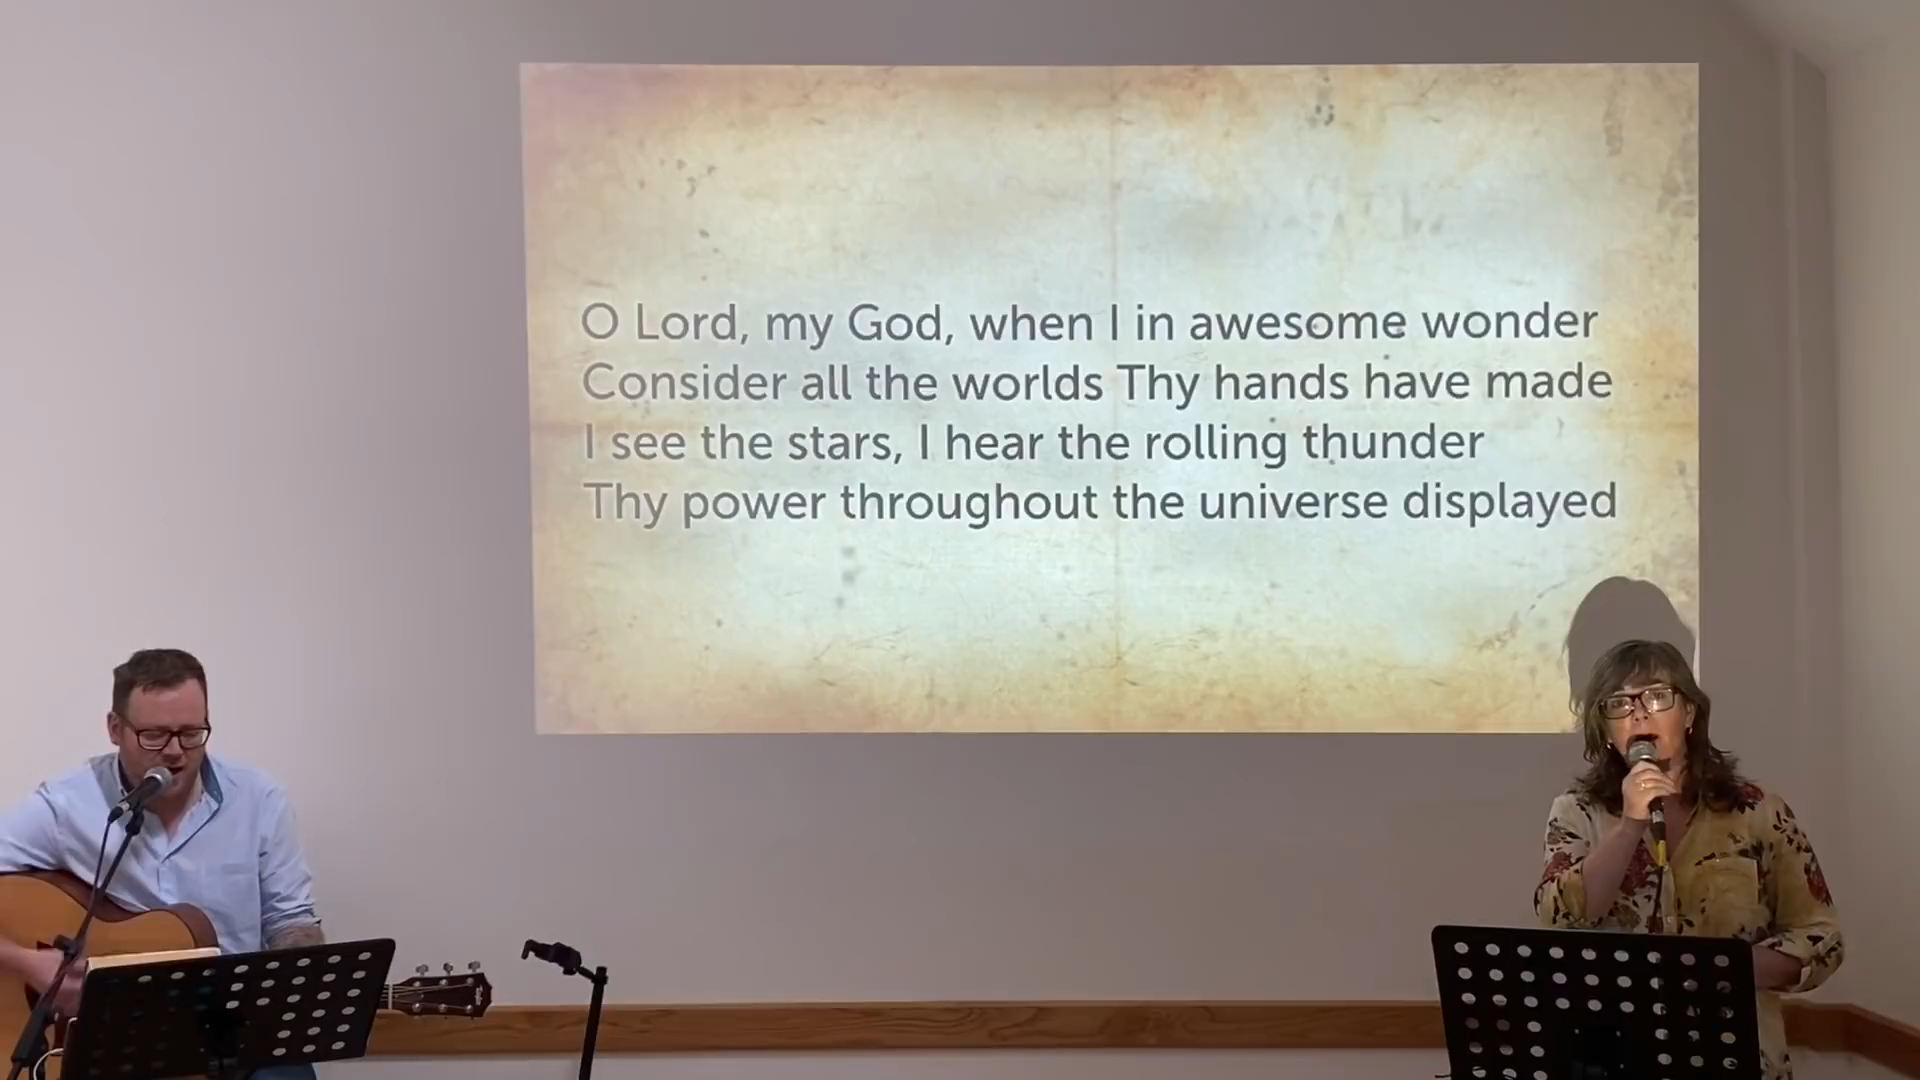 O Lord, my God, when I in awesome wonder
Consider all the worlds Thy hands have made
I see the stars, I hear the rolling thunder
Thy power throughout the universe displayed